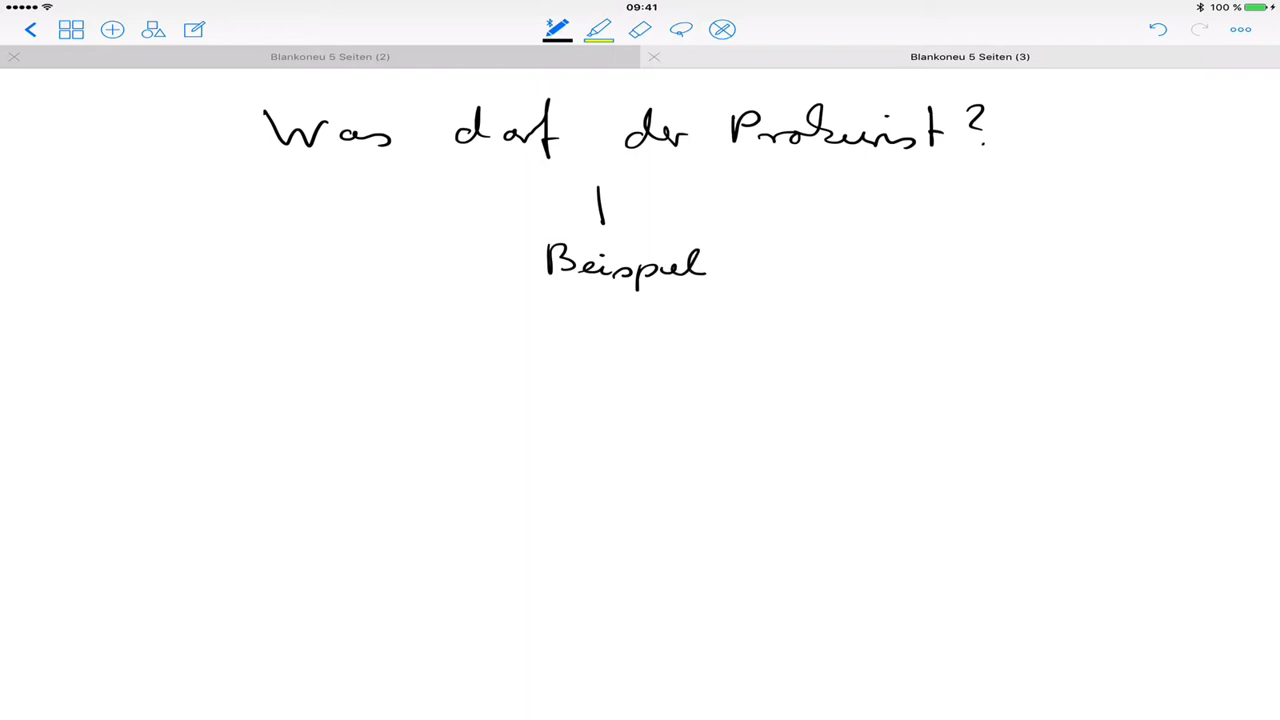 09:41
100 %
Blankoneu 5 Seiten (2)
Blankoneu 5 Seiten (3)
Was darf der Prokurist?
Beispiel